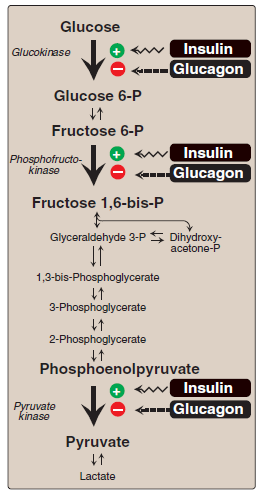 Glucose
Glucokinase
+
Insulin
–
Glucagon
Glucose 6-P
Fructose 6-P
Phosphofructo-
kinase
+
Insulin
–
Glucagon
Fructose 1,6-bis-P
Glyceraldehyde 3-P
Dihydroxy-
acetone-P
1,3-bis-Phosphoglycerate
3-Phosphoglycerate
2-Phosphoglycerate
Phosphoenolpyruvate
Pyruvate
kinase
+
Insulin
–
Glucagon
Pyruvate
Lactate